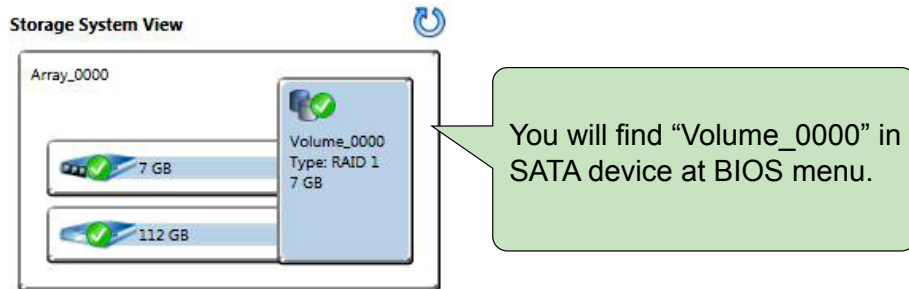 Storage System View
Array_0000
7 GB
112 GB
Volume_0000
Type: RAID 1
7 GB
You will find “Volume_0000” in
SATA device at BIOS menu.